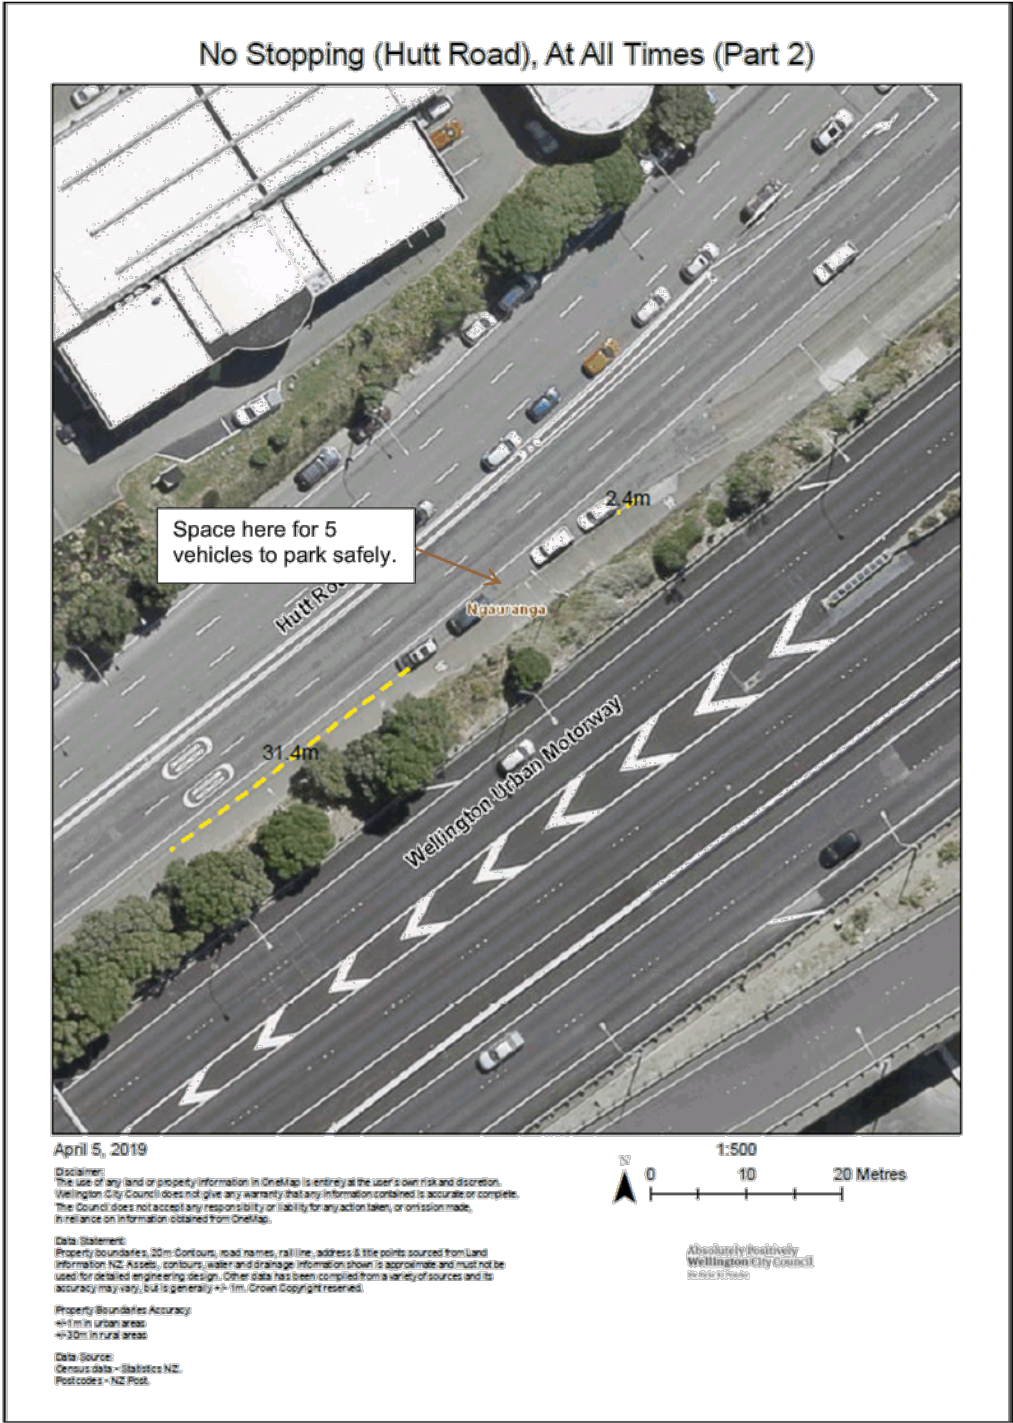 No Stopping (Hutt Road), At All Times (Part 2)
2.4m
Space here for 5
vehicles to park safely.
Hutt Roa
Ngauranga
31.4m
Wellington Urban Motorway
April 5, 2019
1:500
Disclaimer:
The use of any land or property information in OneMap is entirely at the user's own risk and discretion.
Wellington City Council does not give any warranty that any information contained is accurate or complete.
The Council does not accept any responsibility or liability for any action taken, or omission made,
in reliance on information obtained from OneMap.
N
0 10 20 Metres
Data Statement:
Property boundaries, 20m Contours, road names, rail line, address & title points sourced from Land
Information NZ. Assets, contours, water and drainage information shown is approximate and must not be
used for detailed engineering design. Other data has been compiled from a variety of sources and its
accuracy may vary, but is generally +/- 1m. Crown Copyright reserved.
Absolutely Positively
Wellington City Council
Property Boundaries Accuracy:
+/-1m in urban areas
+/-30m in rural areas
Data Source:
Census data - Statistics NZ.
Postcodes - NZ Post.